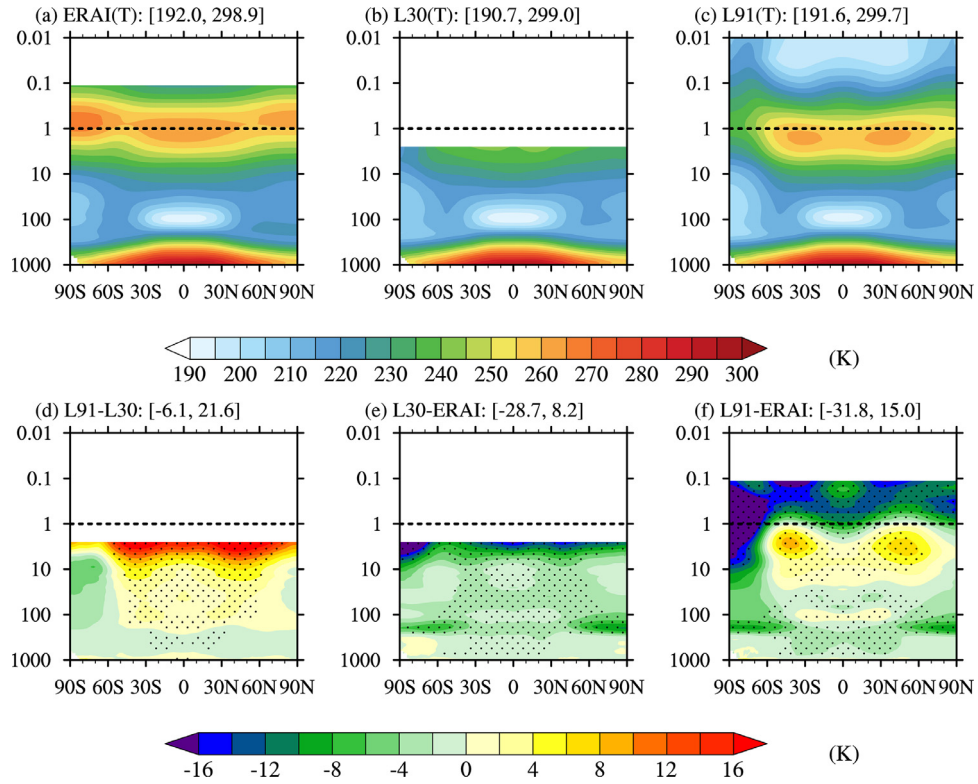 (a) ERAI(T): [192.0, 298.9]
(b) L30(T): [190.7, 299.0]
(c) L91(T): [191.6, 299.7]
0.01
0.1
1
10
100
1000
90S 60S 30S 0 30N 60N 90N
0.01
0.1
1
10
100
1000
90S 60S 30S 0 30N 60N 90N
0.01
0.1
1
10
100
1000
90S 60S 30S 0 30N 60N 90N
190 200 210 220 230 240 250 260 270 280 290 300
(K)
(d) L91-L30: [-6.1, 21.6]
(e) L30-ERAI: [-28.7, 8.2]
(f) L91-ERAI: [-31.8, 15.0]
0.01
0.1
1
10
100
1000
90S 60S 30S 0 30N 60N 90N
0.01
0.1
1
10
100
1000
90S 60S 30S 0 30N 60N 90N
0.01
0.1
1
10
100
1000
90S 60S 30S 0 30N 60N 90N
-16 -12 -8 -4 0 4 8 12 16
(K)